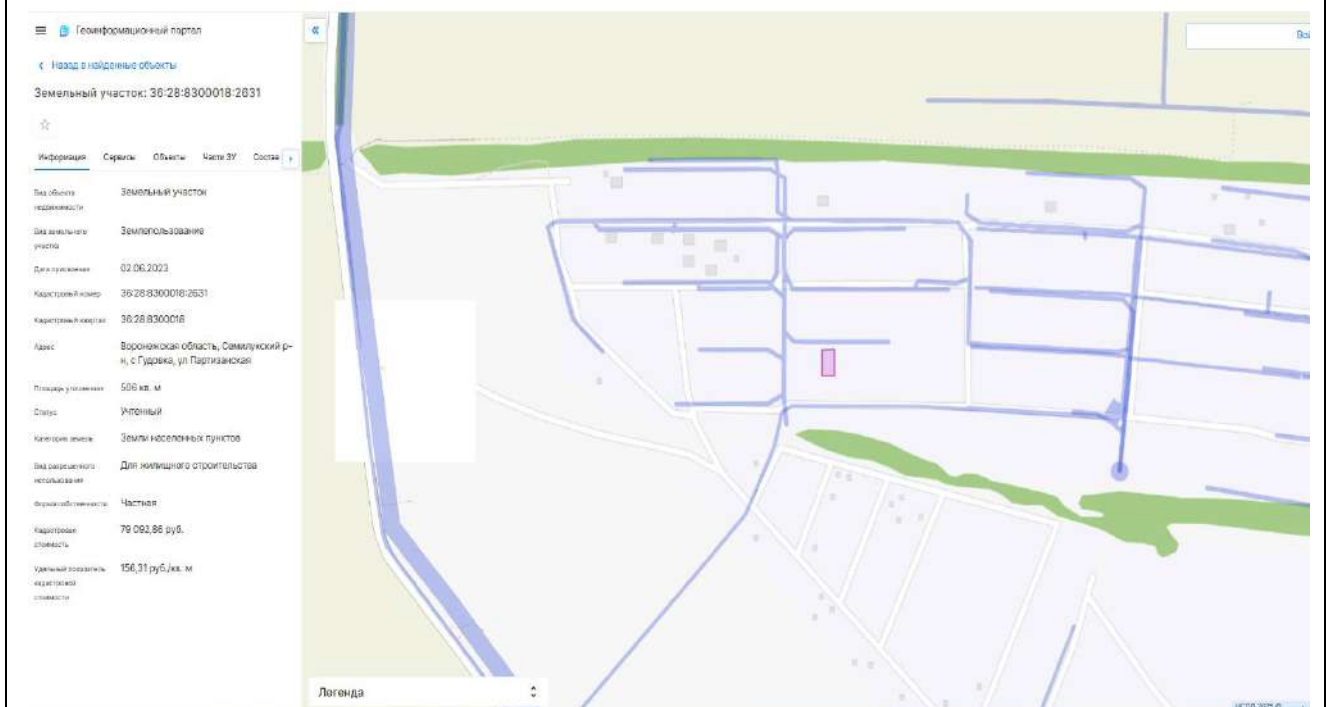 Геоинформационный портал
Назад в найденные объекты
Земельный участок: 36:28:8300018:2631
Информация Сервисы Объекты Части ЗУ Состав
Вид объекта недвижимости Земельный участок
Вид земельного участка Землепользование
Дата присвоения 02.06.2023
Кадастровый номер 36:28:8300018:2631
Кадастровый квартал 36:28:8300018
Адрес Воронежская область, Семилукский р-
н, с Гудовка, ул Партизанская
Площадь уточненная 506 кв. м
Статус Учтенный
Категория земель Земли населенных пунктов
Вид разрешенного использования Для жилищного строительства
Форма собственности Частная
Кадастровая стоимость 79 092,86 руб.
Удельный показатель кадастровой стоимости 156,31 руб./кв. м
Легенда